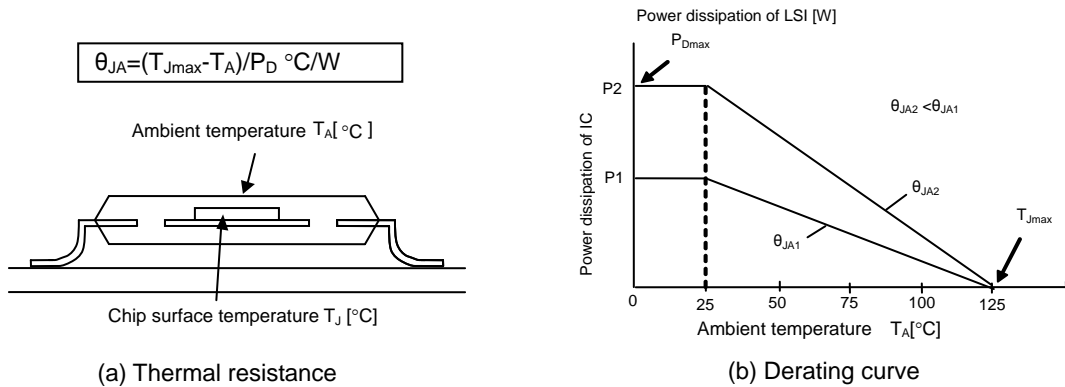 θJA=(TJmax-TA)/PD °C/W
Ambient temperature TA[ °C ]
Chip surface temperature TJ [°C]
(a) Thermal resistance
Power dissipation of LSI [W]
PDmax
P2
θJA2 <θJA1
Power dissipation of IC
P1
θJA2
TJmax
θJA1
0 25 50 75 100 125
Ambient temperature TA[°C]
(b) Derating curve